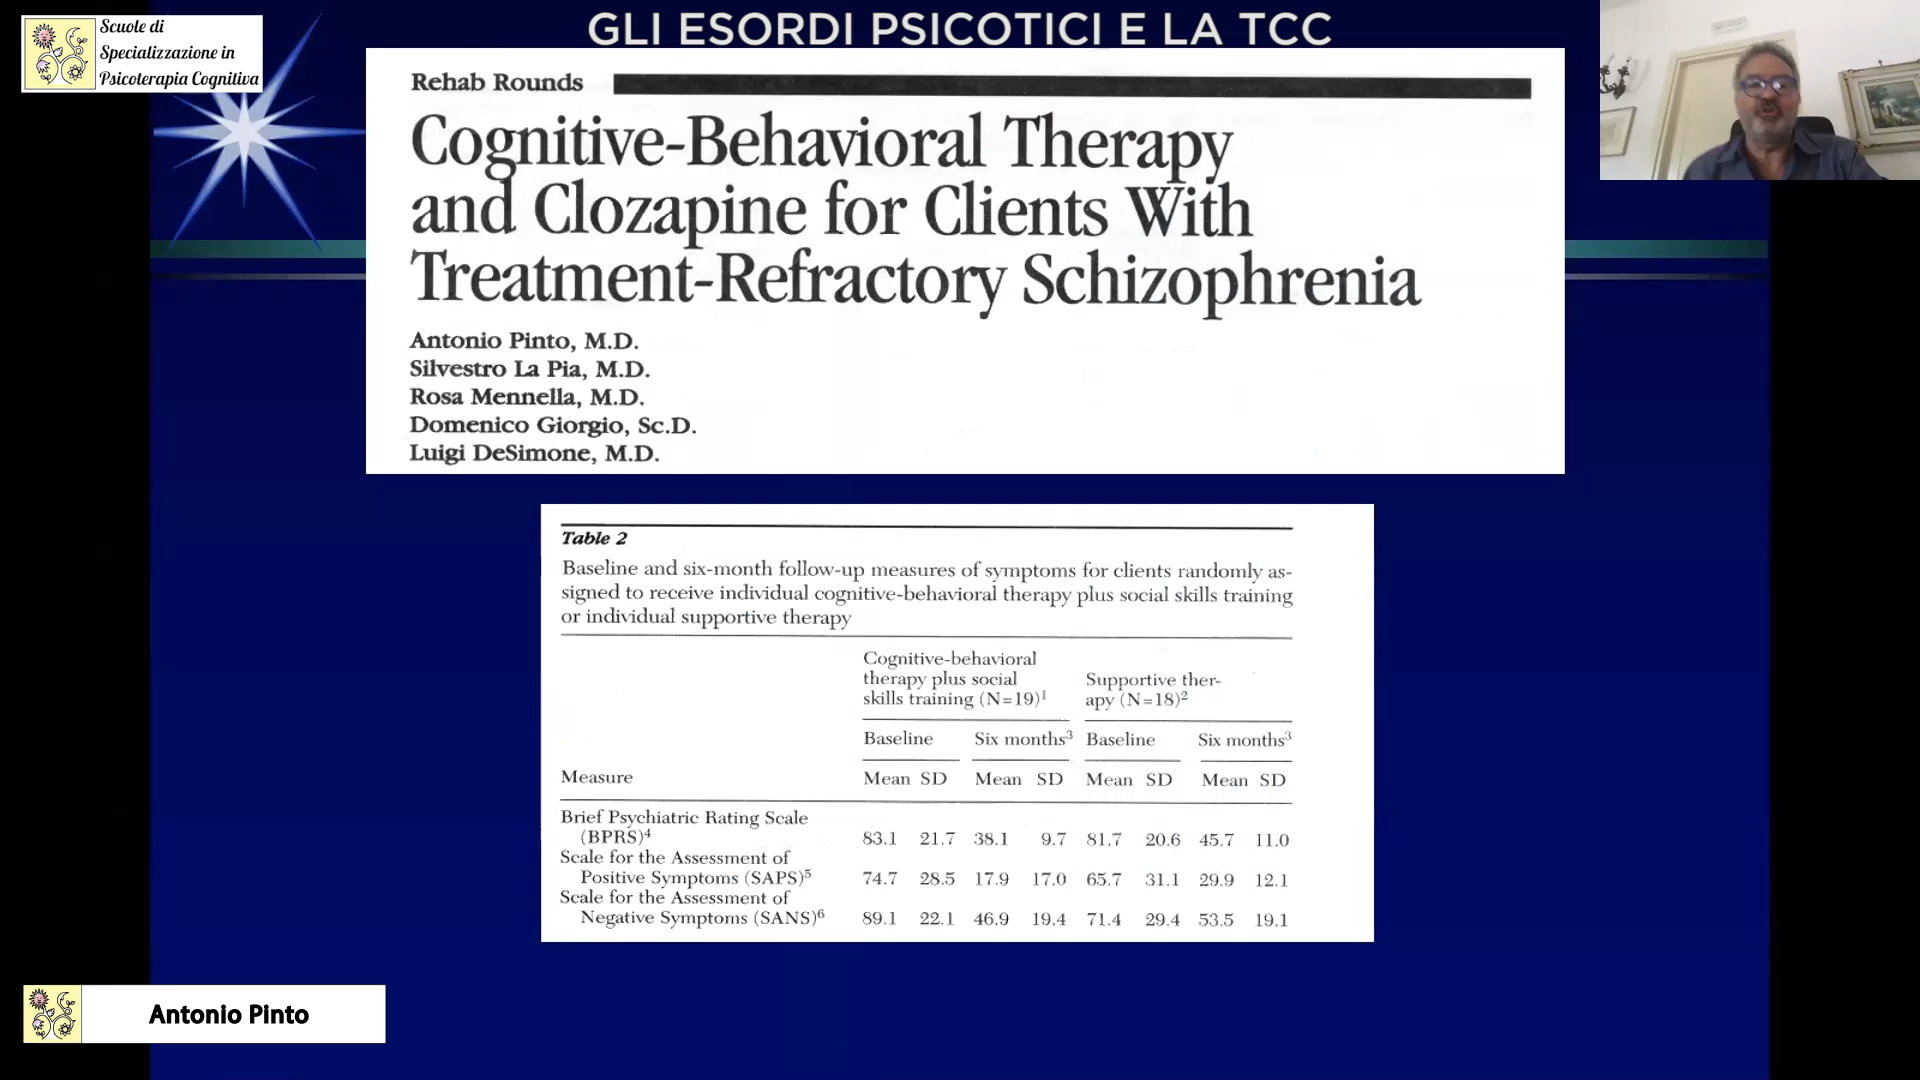 Scuole di
Specializzazione in
Psicoterapia Cognitiva
GLI ESORDI PSICOTICI E LA TCC
Rehab Rounds
Cognitive-Behavioral Therapy
and Clozapine for Clients With
Treatment-Refractory Schizophrenia
Antonio Pinto, M.D.
Silvestro La Pia, M.D.
Rosa Mennella, M.D.
Domenico Giorgio, Sc.D.
Luigi DeSimone, M.D.
Table 2
Baseline and six-month follow-up measures of symptoms for clients randomly as-
signed to receive individual cognitive-behavioral therapy plus social skills training
or individual supportive therapy
Cognitive-behavioral
therapy plus social
skills training (N=19)¹
Supportive ther-
apy (N=18)²
Baseline Six months³ Baseline Six months³
Measure Mean SD Mean SD Mean SD Mean SD
Brief Psychiatric Rating Scale
(BPRS)⁴ 83.1 21.7 38.1 9.7 81.7 20.6 45.7 11.0
Scale for the Assessment of
Positive Symptoms (SAPS)⁵ 74.7 28.5 17.9 17.0 65.7 31.1 29.9 12.1
Scale for the Assessment of
Negative Symptoms (SANS)⁶ 89.1 22.1 46.9 19.4 71.4 29.4 53.5 19.1
Antonio Pinto